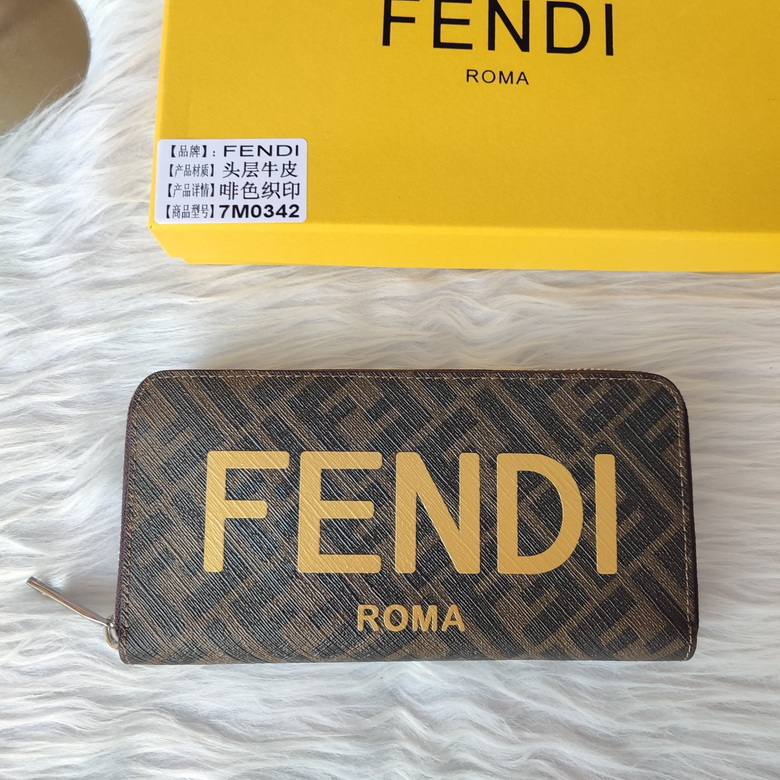 FENDI
ROMA
【品牌】：FENDI
【产品材质】头层牛皮
【产品详情】啡色织印
【商品型号】7M0342
FENDI
ROMA